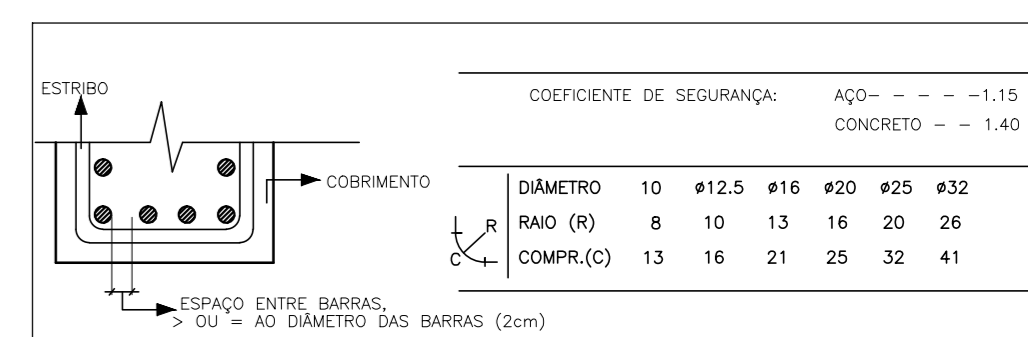 ESTRIBO
COBRIMENTO
ESPAÇO ENTRE BARRAS,
> OU = AO DIÂMETRO DAS BARRAS (2cm)
COEFICIENTE DE SEGURANÇA: AÇO- - - - -1.15
CONCRETO - - 1.40
DIÂMETRO 10 ø12.5 ø16 ø20 ø25 ø32
R RAIO (R) 8 10 13 16 20 26
C COMPR.(C) 13 16 21 25 32 41